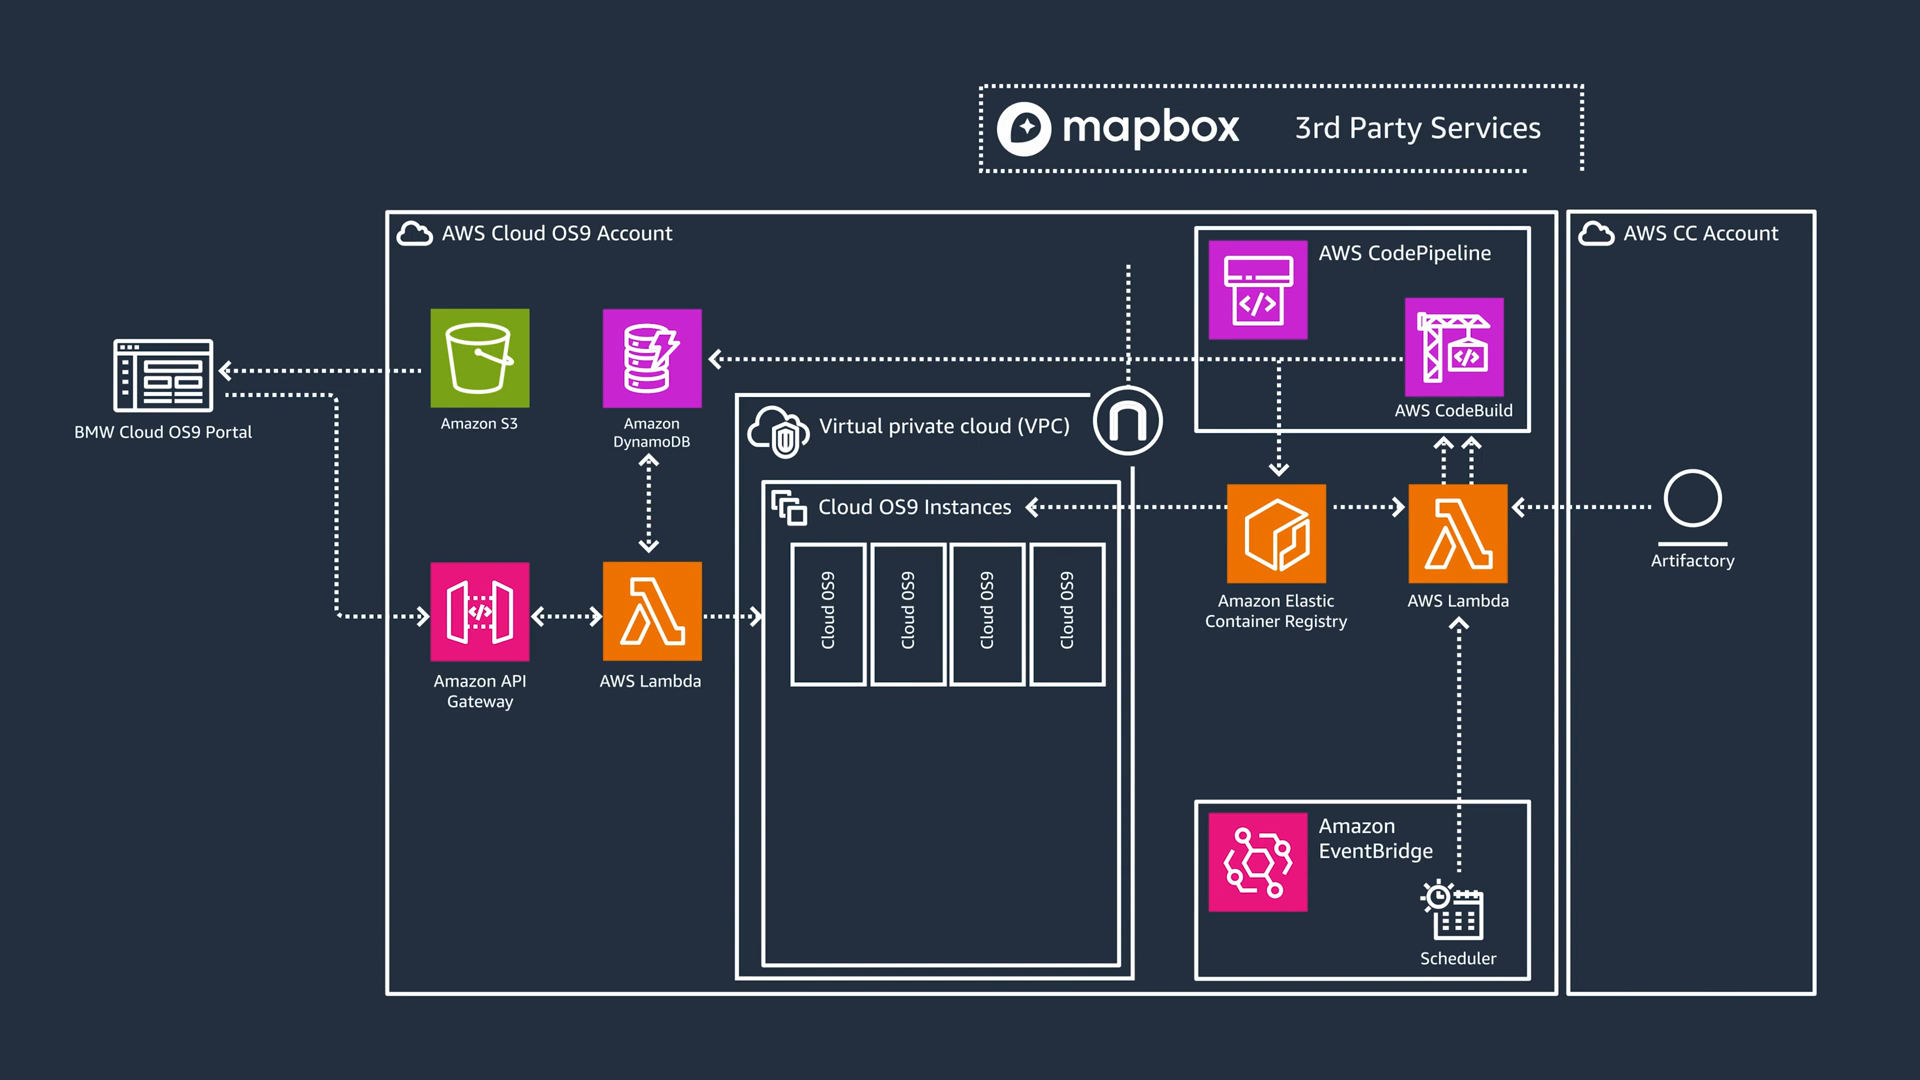 mapbox 3rd Party Services
AWS Cloud OS9 Account
AWS CC Account
AWS CodePipeline
Amazon S3
Amazon
DynamoDB
AWS CodeBuild
BMW Cloud OS9 Portal
Virtual private cloud (VPC)
Cloud OS9 Instances
Cloud OS9
Cloud OS9
Cloud OS9
Cloud OS9
Artifactory
Amazon Elastic
Container Registry
AWS Lambda
Amazon API
Gateway
AWS Lambda
Amazon
EventBridge
Scheduler